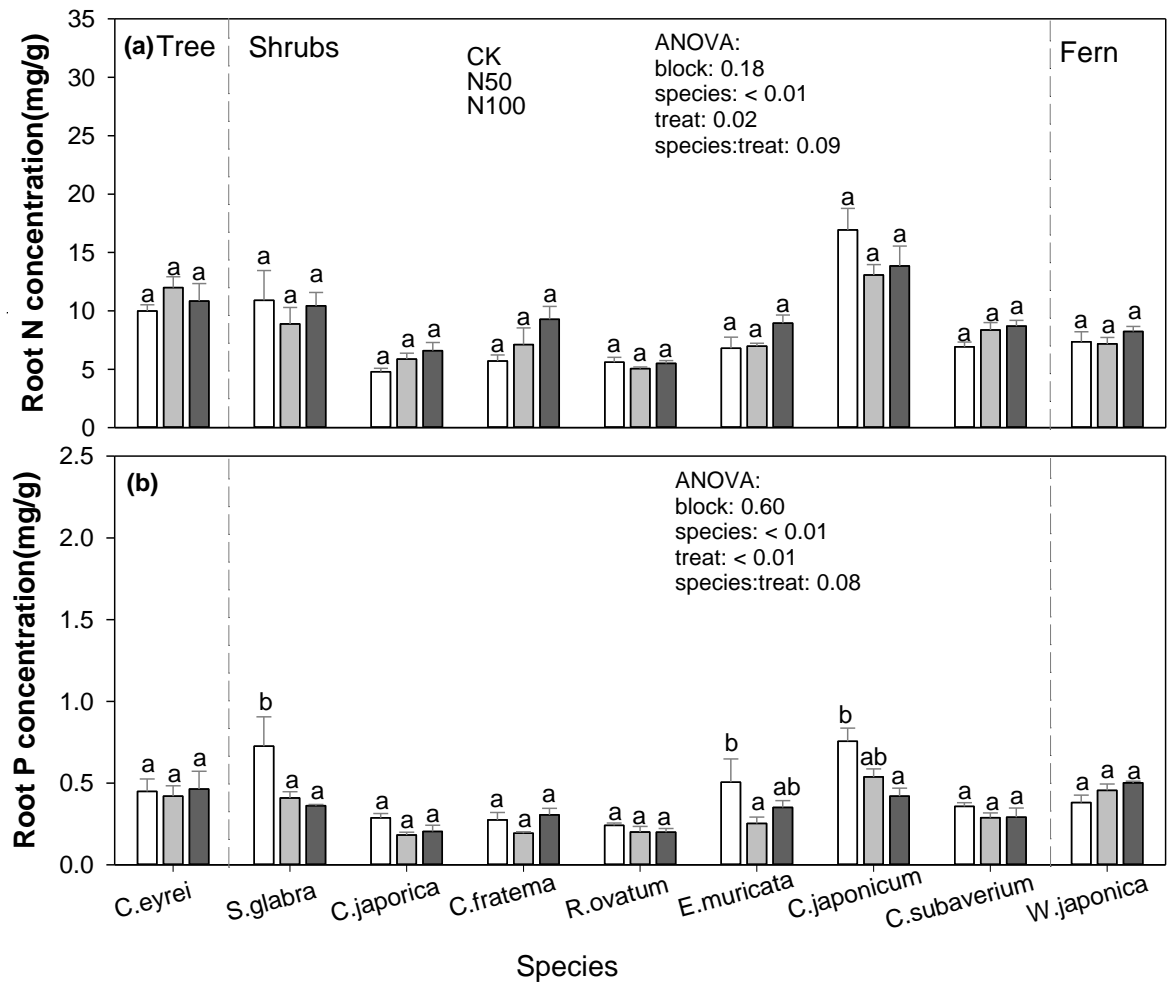 (a) Tree
Shrubs
CK
N50
N100
ANOVA:
block: 0.18
species: < 0.01
treat: 0.02
species:treat: 0.09
Fern
Root N concentration(mg/g)
35
30
25
20
15
10
5
0
a a a
a a a
a a a
a a a
a a a
a a a
a a a
a a a
a a a
(b)
ANOVA:
block: 0.60
species: < 0.01
treat: < 0.01
species:treat: 0.08
Root P concentration(mg/g)
2.5
2.0
1.5
1.0
0.5
0.0
a a a
b a a
a a a
a a a
a a a
b a ab
b ab a
a a a
a a a
C.eyrei
S.glabra
C.japorica
C.fratema
R.ovatum
E.muricata
C.japonicum
C.subaverium
W.japonica
Species